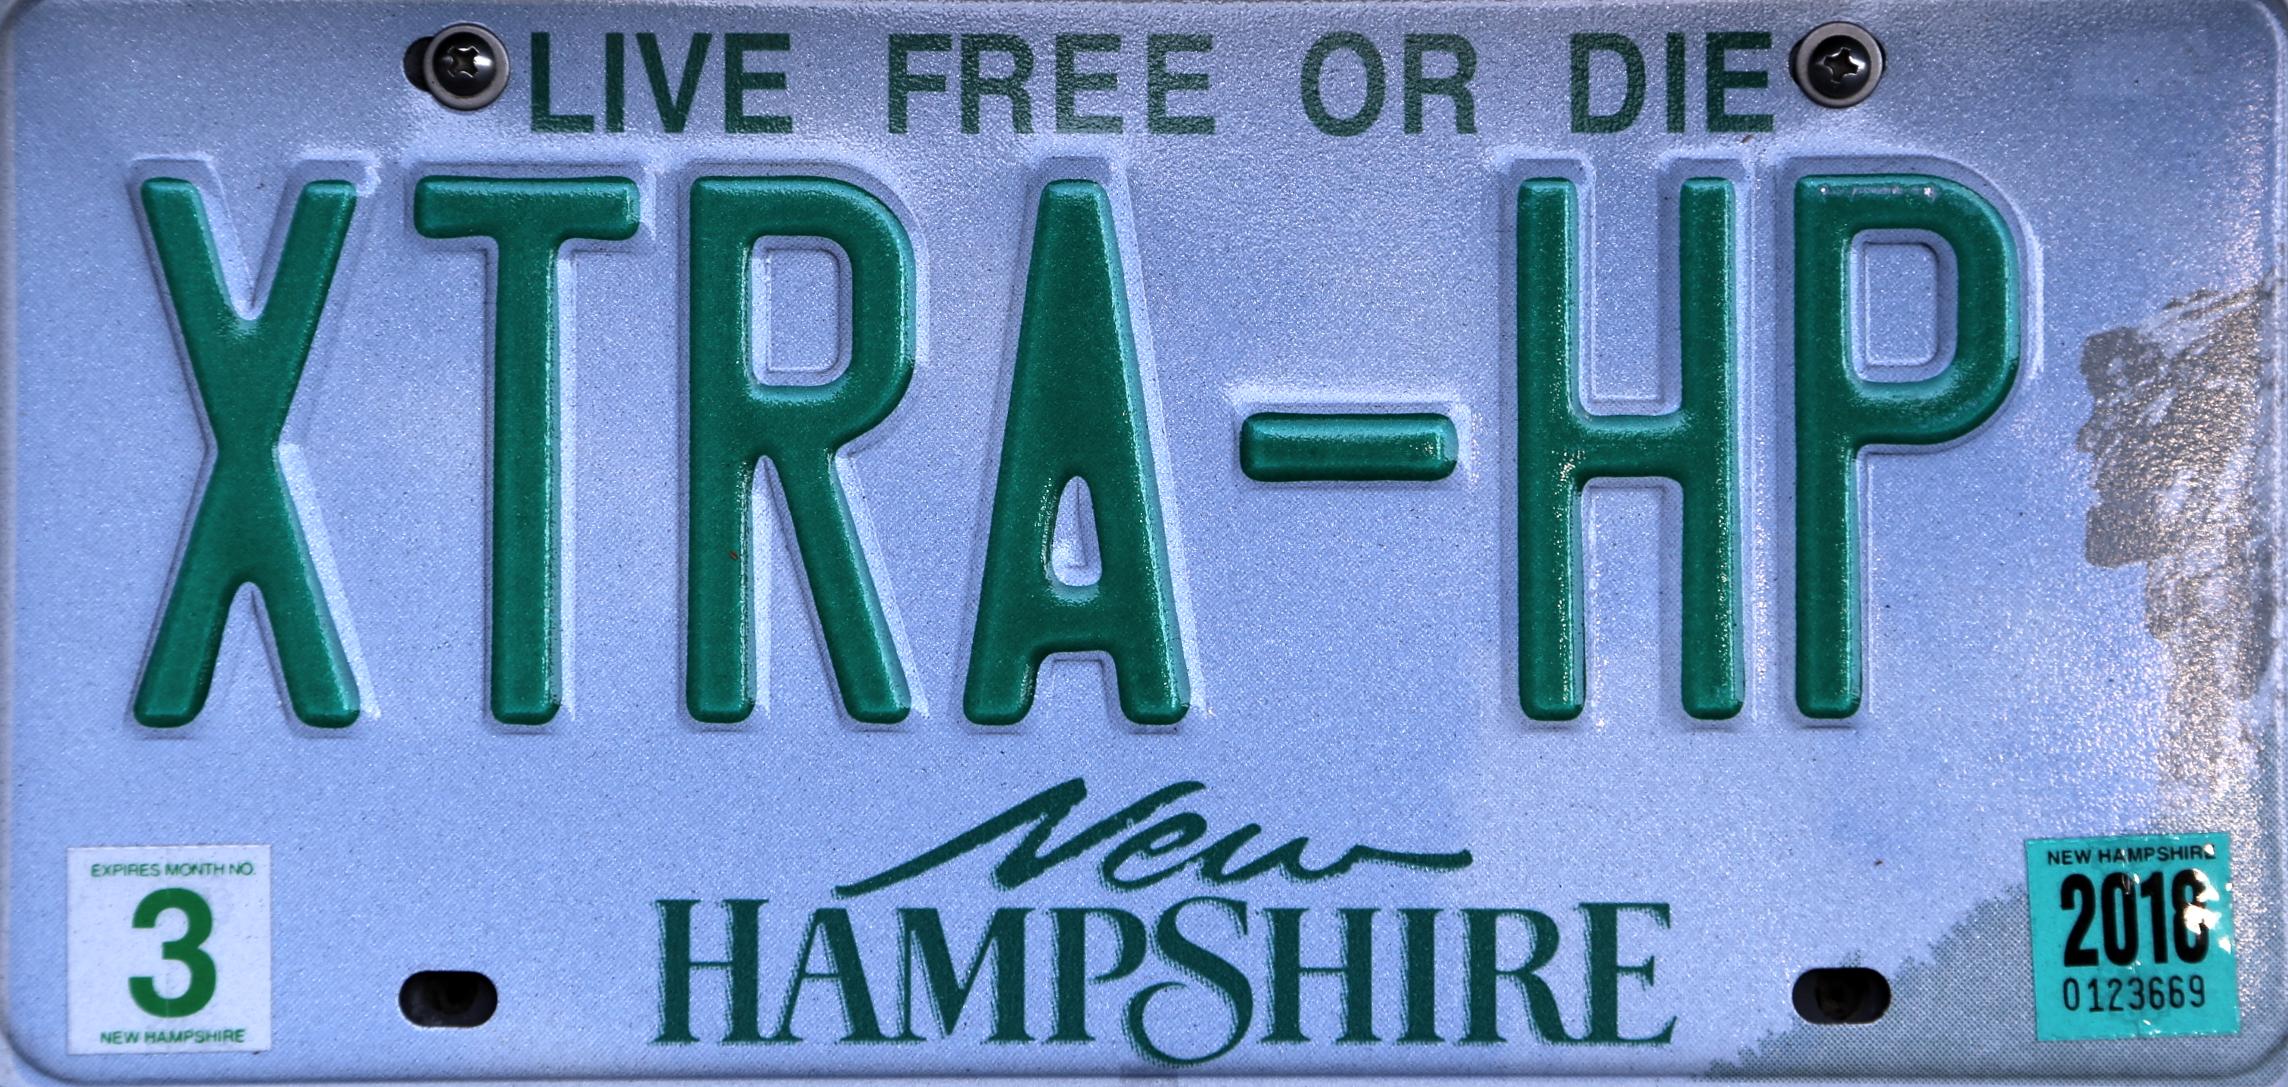 LIVE FREE OR DIE
XTRA-HP
New
HAMPSHIRE
EXPIRES MONTH NO.
3
NEW HAMPSHIRE
NEW HAMPSHIRE
0123669